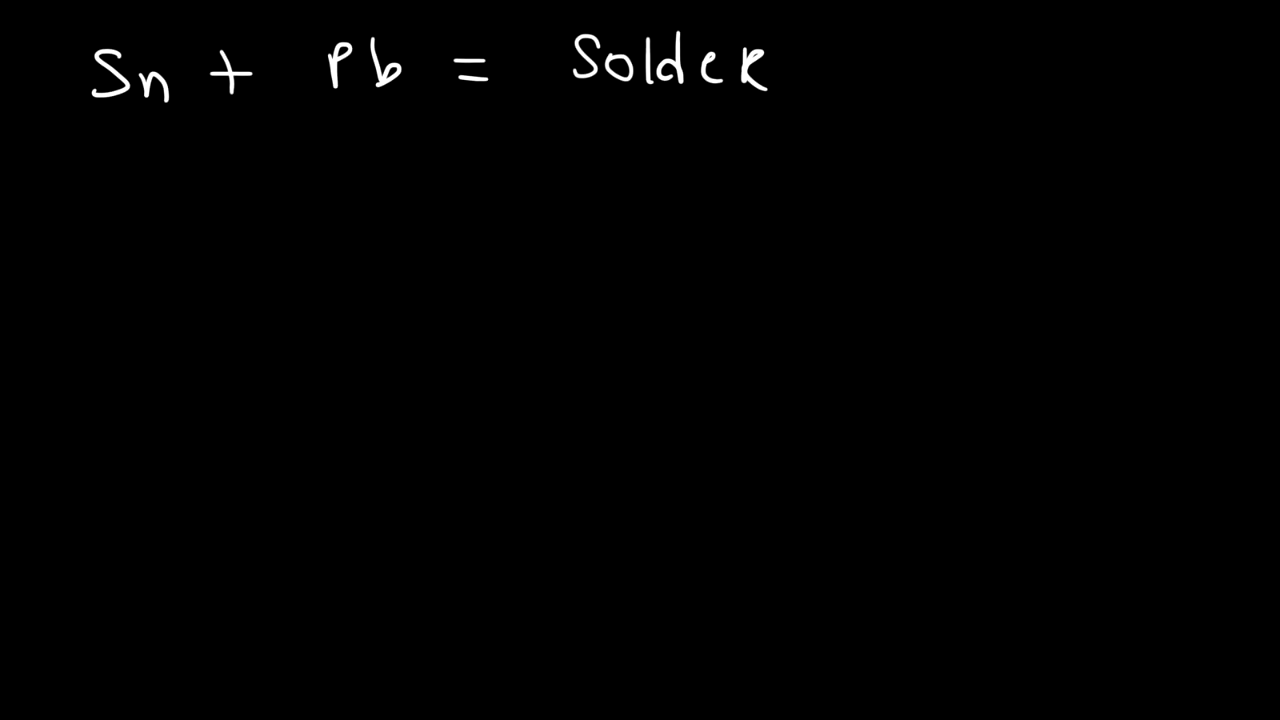 Sn + Pb = Solder